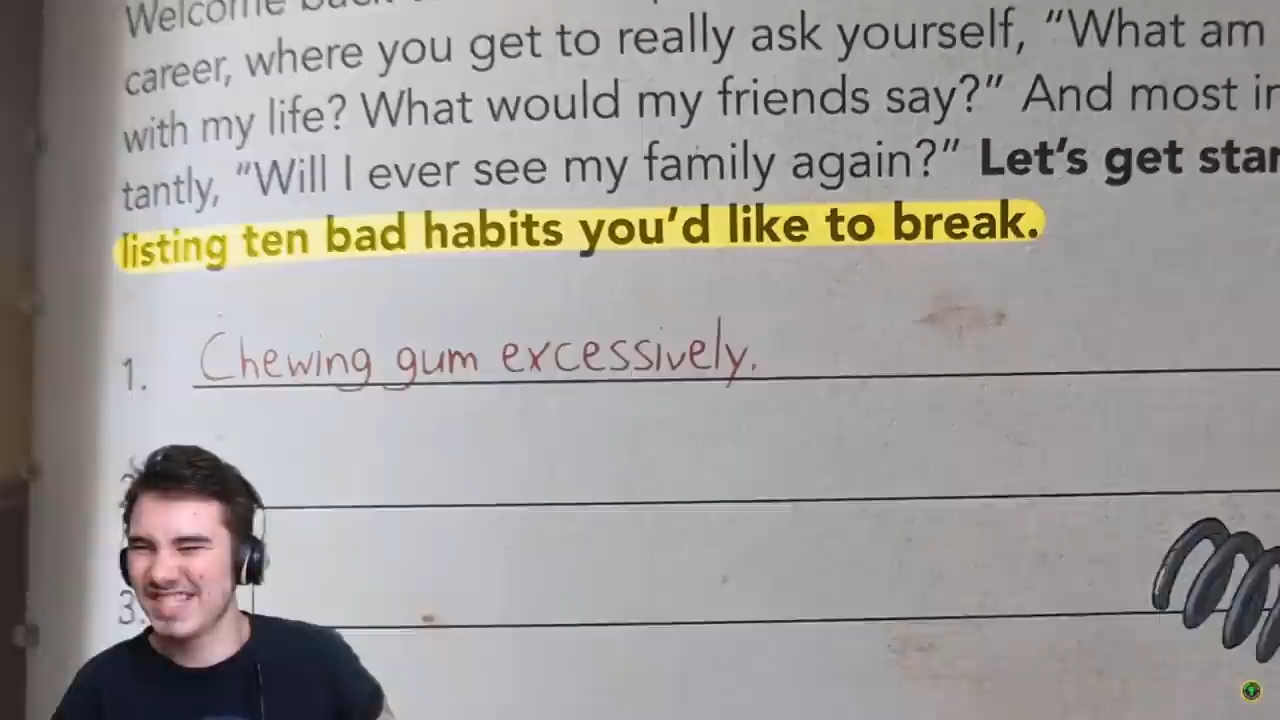 Welcome back
career, where you get to really ask yourself, “What am
with my life? What would my friends say?” And most
tantly, “Will I ever see my family again?” Let’s get
listing ten bad habits you’d like to break.
1. Chewing gum excessively.
3.